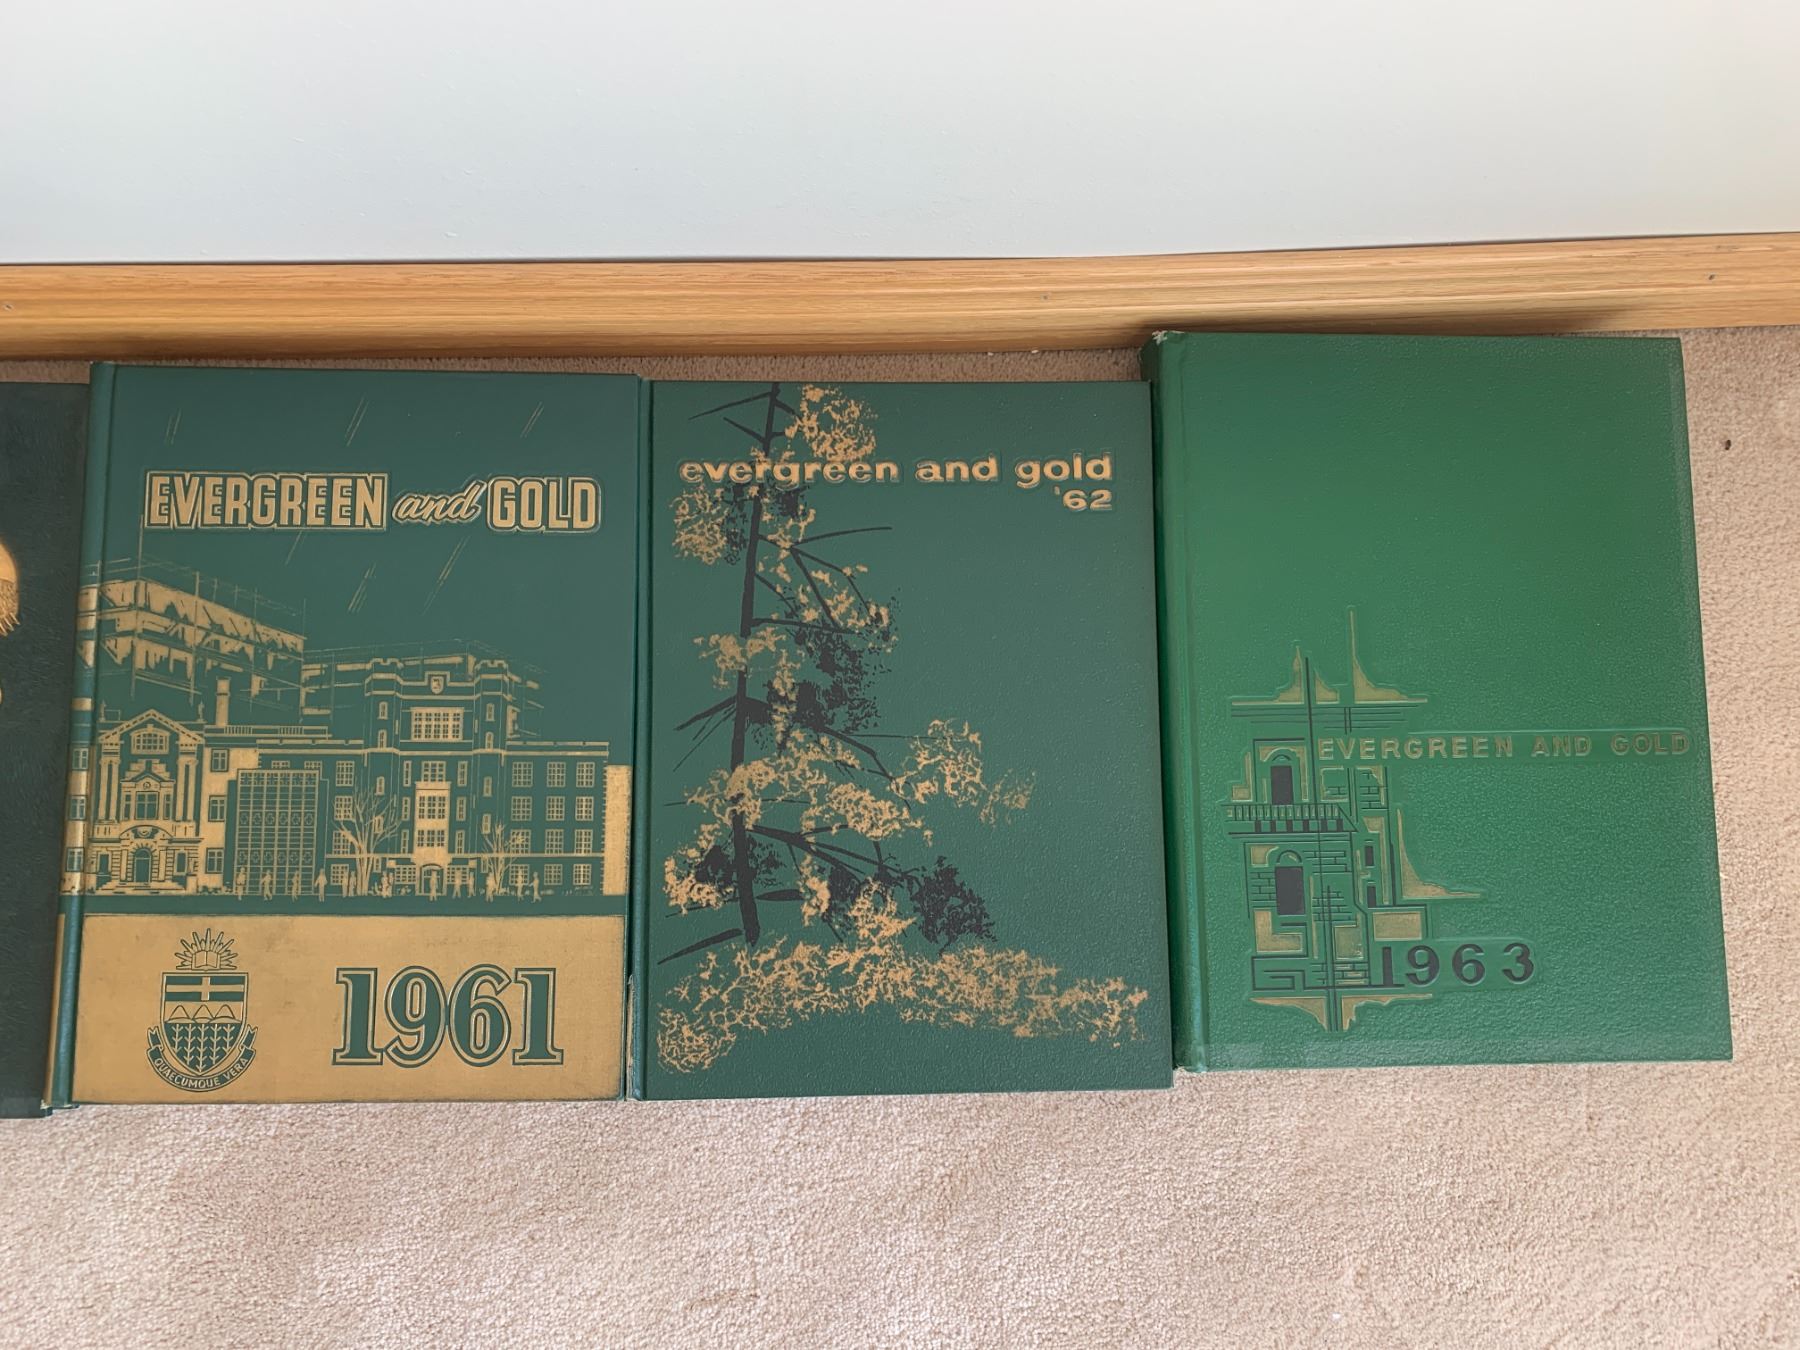 EVERGREEN and GOLD
QUAECUMQUE VERA
1961
evergreen and gold
'62
EVERGREEN AND GOLD
1963